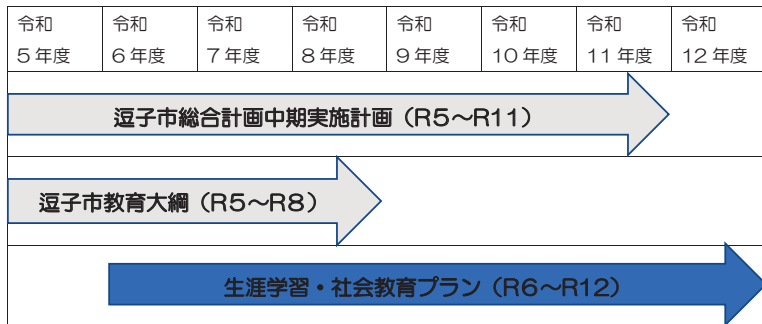 令和
5年度
令和
6年度
令和
7年度
令和
8年度
令和
9年度
令和
10年度
令和
11年度
令和
12年度
逗子市総合計画中期実施計画（R5～R11）
逗子市教育大綱（R5～R8）
生涯学習・社会教育プラン（R6～R12）